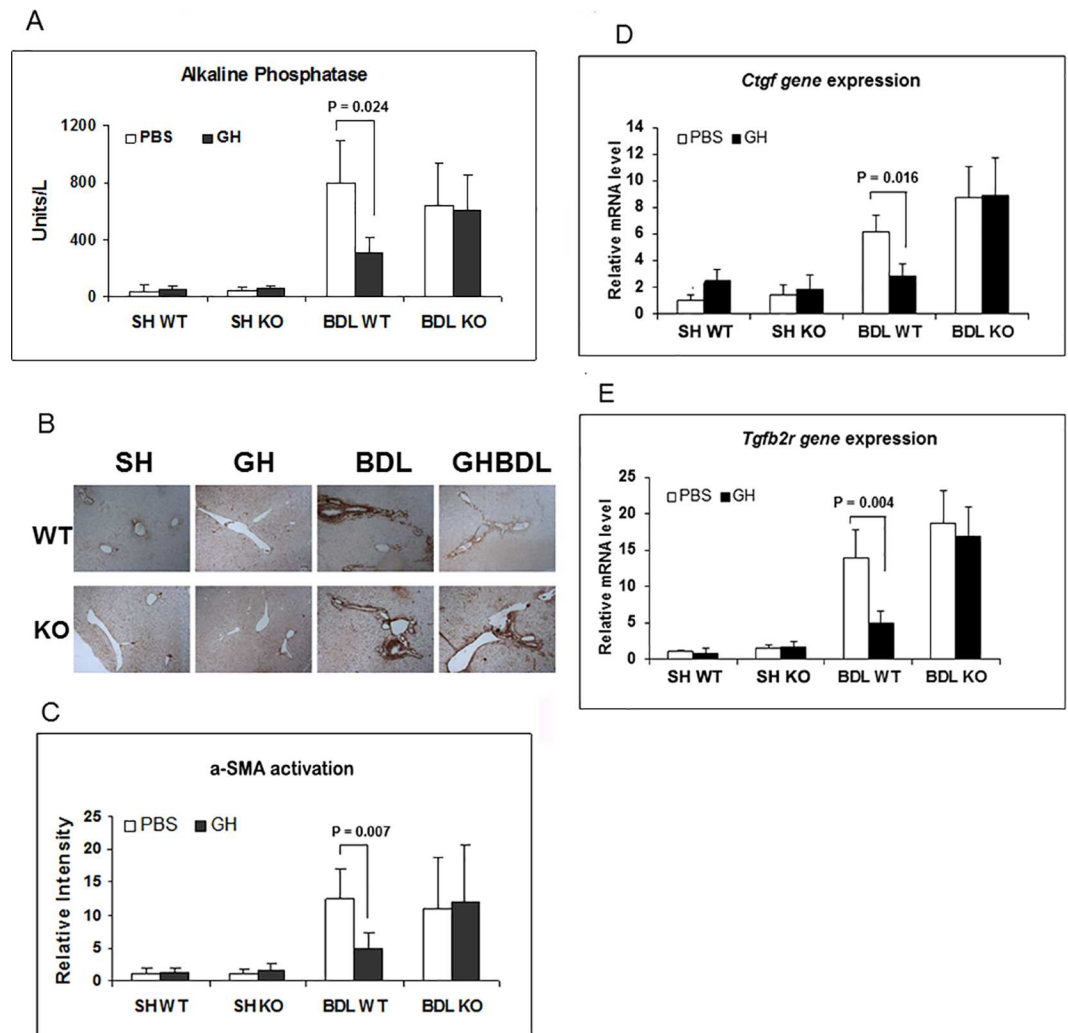 A
Alkaline Phosphatase
P = 0.024
1200
800
400
0
Units/L
PBS GH
SH WT SH KO BDL WT BDL KO
B
SH GH BDL GHBDL
WT
KO
C
a-SMA activation
P = 0.007
25
20
15
10
5
0
Relative Intensity
PBS GH
SH WT SH KO BDL WT BDL KO
D
Ctgf gene expression
14
12
10
8
6
4
2
0
Relative mRNA level
PBS GH
P = 0.016
SH WT SH KO BDL WT BDL KO
E
Tgfb2r gene expression
25
20
15
10
5
0
Relative mRNA level
PBS GH
P = 0.004
SH WT SH KO BDL WT BDL KO